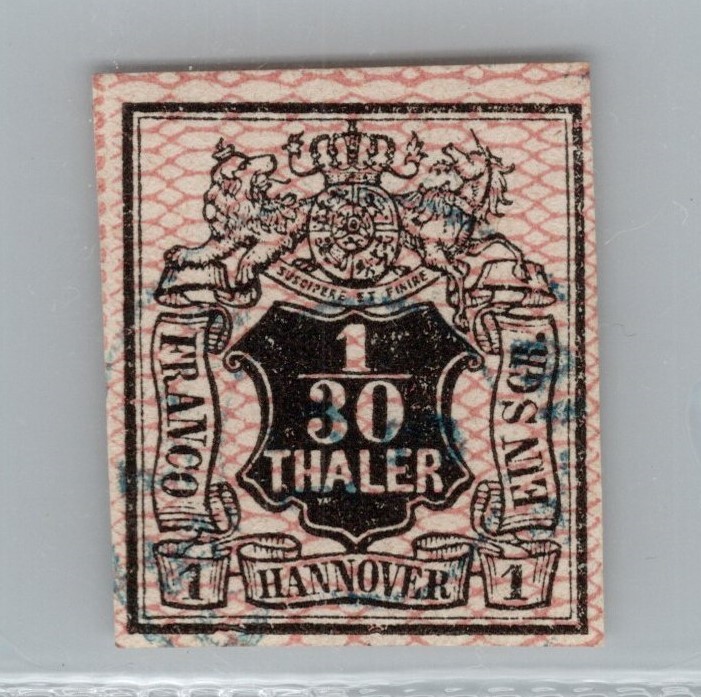 SUSCIPERE ET FINIRE
1
30
THALER
FRANCO
EIN SGR.
1
HANNOVER
1